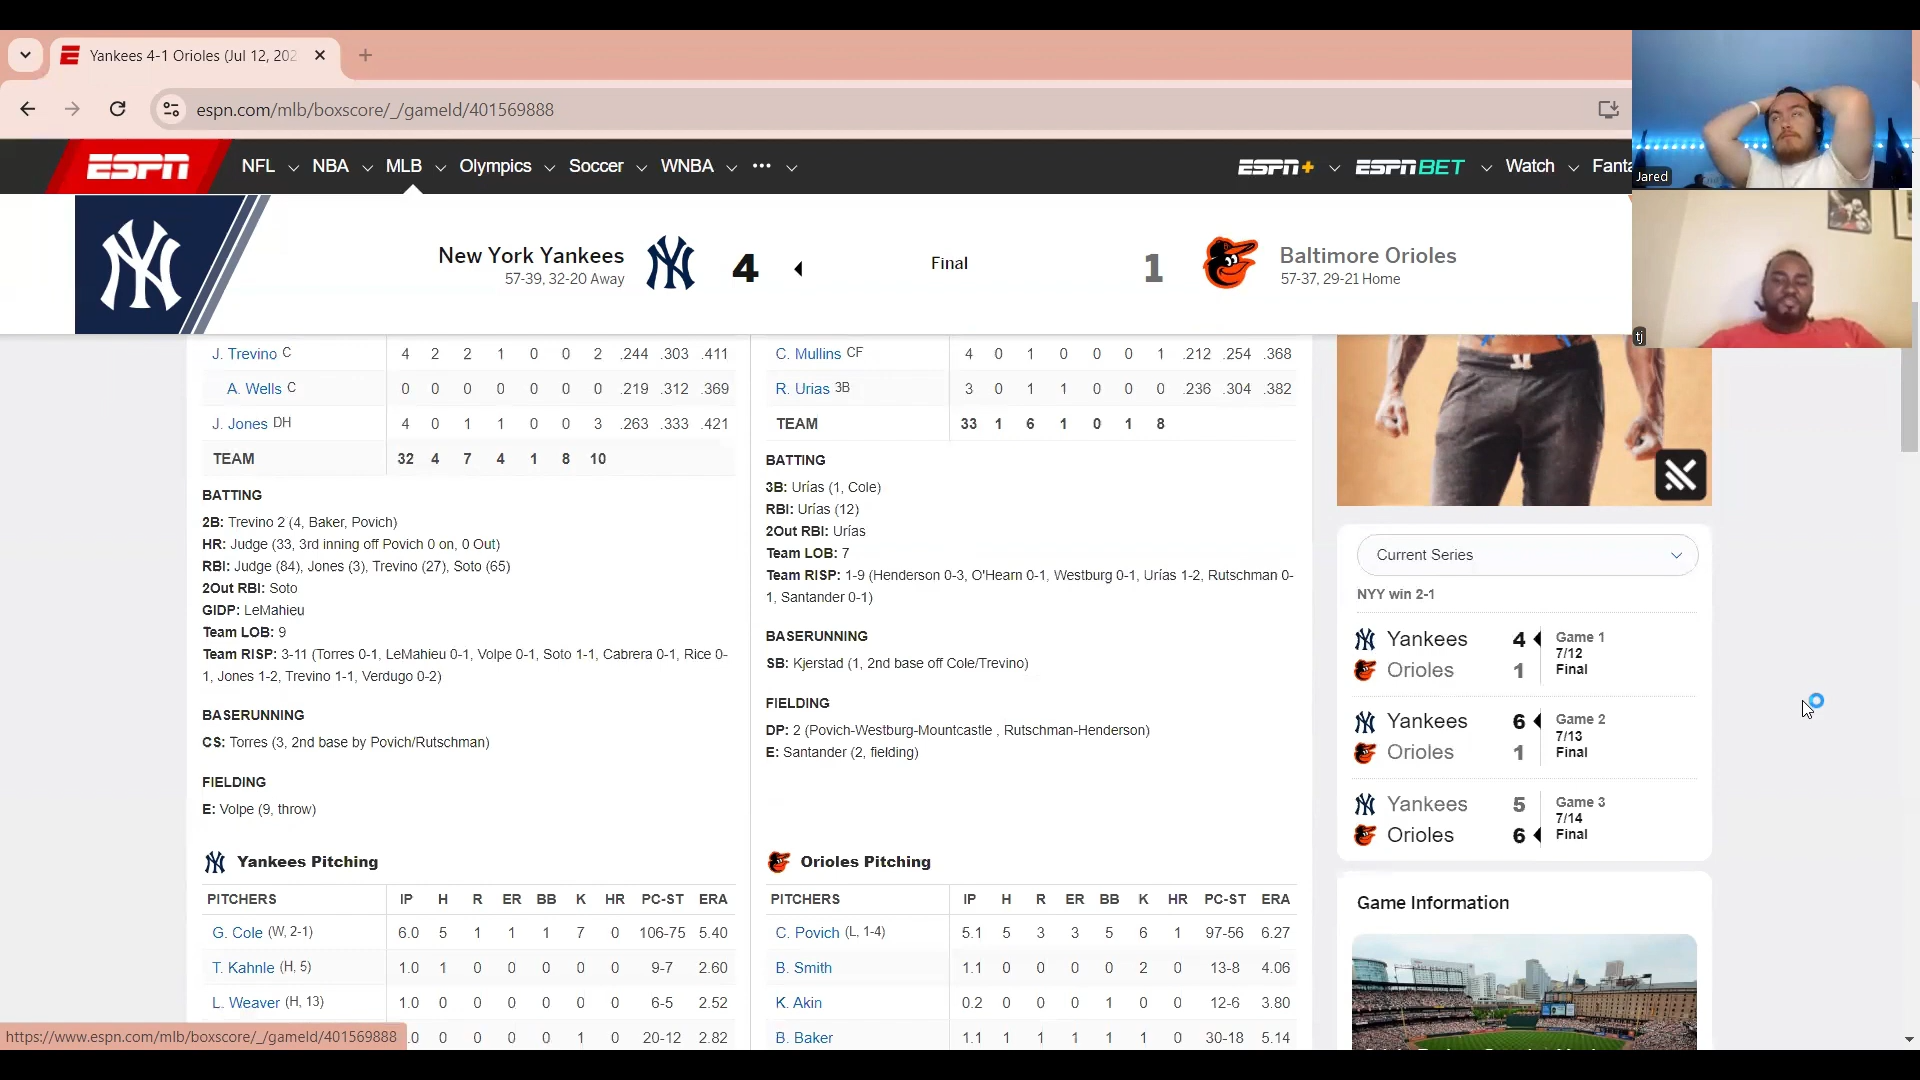 Yankees 4-1 Orioles (Jul 12, 202
espn.com/mlb/boxscore/_/gameId/401569888
ESPN NFL NBA MLB Olympics Soccer WNBA ••• ESPN+ ESPN BET Watch Fanta
Jared
tj
New York Yankees 4 Final 1 Baltimore Orioles
57-39, 32-20 Away 57-37, 29-21 Home
J. Trevino C 4 2 2 1 0 0 2 .244 .303 .411
A. Wells C 0 0 0 0 0 0 0 .219 .312 .369
J. Jones DH 4 0 1 1 0 0 3 .263 .333 .421
TEAM 32 4 7 4 1 8 10
BATTING
2B: Trevino 2 (4, Baker, Povich)
HR: Judge (33, 3rd inning off Povich 0 on, 0 Out)
RBI: Judge (84), Jones (3), Trevino (27), Soto (65)
2Out RBI: Soto
GIDP: LeMahieu
Team LOB: 9
Team RISP: 3-11 (Torres 0-1, LeMahieu 0-1, Volpe 0-1, Soto 1-1, Cabrera 0-1, Rice 0-
1, Jones 1-2, Trevino 1-1, Verdugo 0-2)
BASERUNNING
CS: Torres (3, 2nd base by Povich/Rutschman)
FIELDING
E: Volpe (9, throw)
Yankees Pitching
PITCHERS IP H R ER BB K HR PC-ST ERA
G. Cole (W, 2-1) 6.0 5 1 1 1 7 0 106-75 5.40
T. Kahnle (H, 5) 1.0 1 0 0 0 0 0 9-7 2.60
L. Weaver (H, 13) 1.0 0 0 0 0 0 0 6-5 2.52
.0 0 0 0 0 1 0 20-12 2.82
C. Mullins CF 4 0 1 0 0 0 1 .212 .254 .368
R. Urias 3B 3 0 1 1 0 0 0 .236 .304 .382
TEAM 33 1 6 1 0 1 8
BATTING
3B: Urías (1, Cole)
RBI: Urías (12)
2Out RBI: Urías
Team LOB: 7
Team RISP: 1-9 (Henderson 0-3, O'Hearn 0-1, Westburg 0-1, Urías 1-2, Rutschman 0-
1, Santander 0-1)
BASERUNNING
SB: Kjerstad (1, 2nd base off Cole/Trevino)
FIELDING
DP: 2 (Povich-Westburg-Mountcastle , Rutschman-Henderson)
E: Santander (2, fielding)
Orioles Pitching
PITCHERS IP H R ER BB K HR PC-ST ERA
C. Povich (L, 1-4) 5.1 5 3 3 5 6 1 97-56 6.27
B. Smith 1.1 0 0 0 0 2 0 13-8 4.06
K. Akin 0.2 0 0 0 1 0 0 12-6 3.80
B. Baker 1.1 1 1 1 1 1 0 30-18 5.14
Current Series
NYY win 2-1
Yankees 4 Game 1
7/12
Orioles 1 Final
Yankees 6 Game 2
7/13
Orioles 1 Final
Yankees 5 Game 3
7/14
Orioles 6 Final
Game Information
https://www.espn.com/mlb/boxscore/_/gameId/401569888